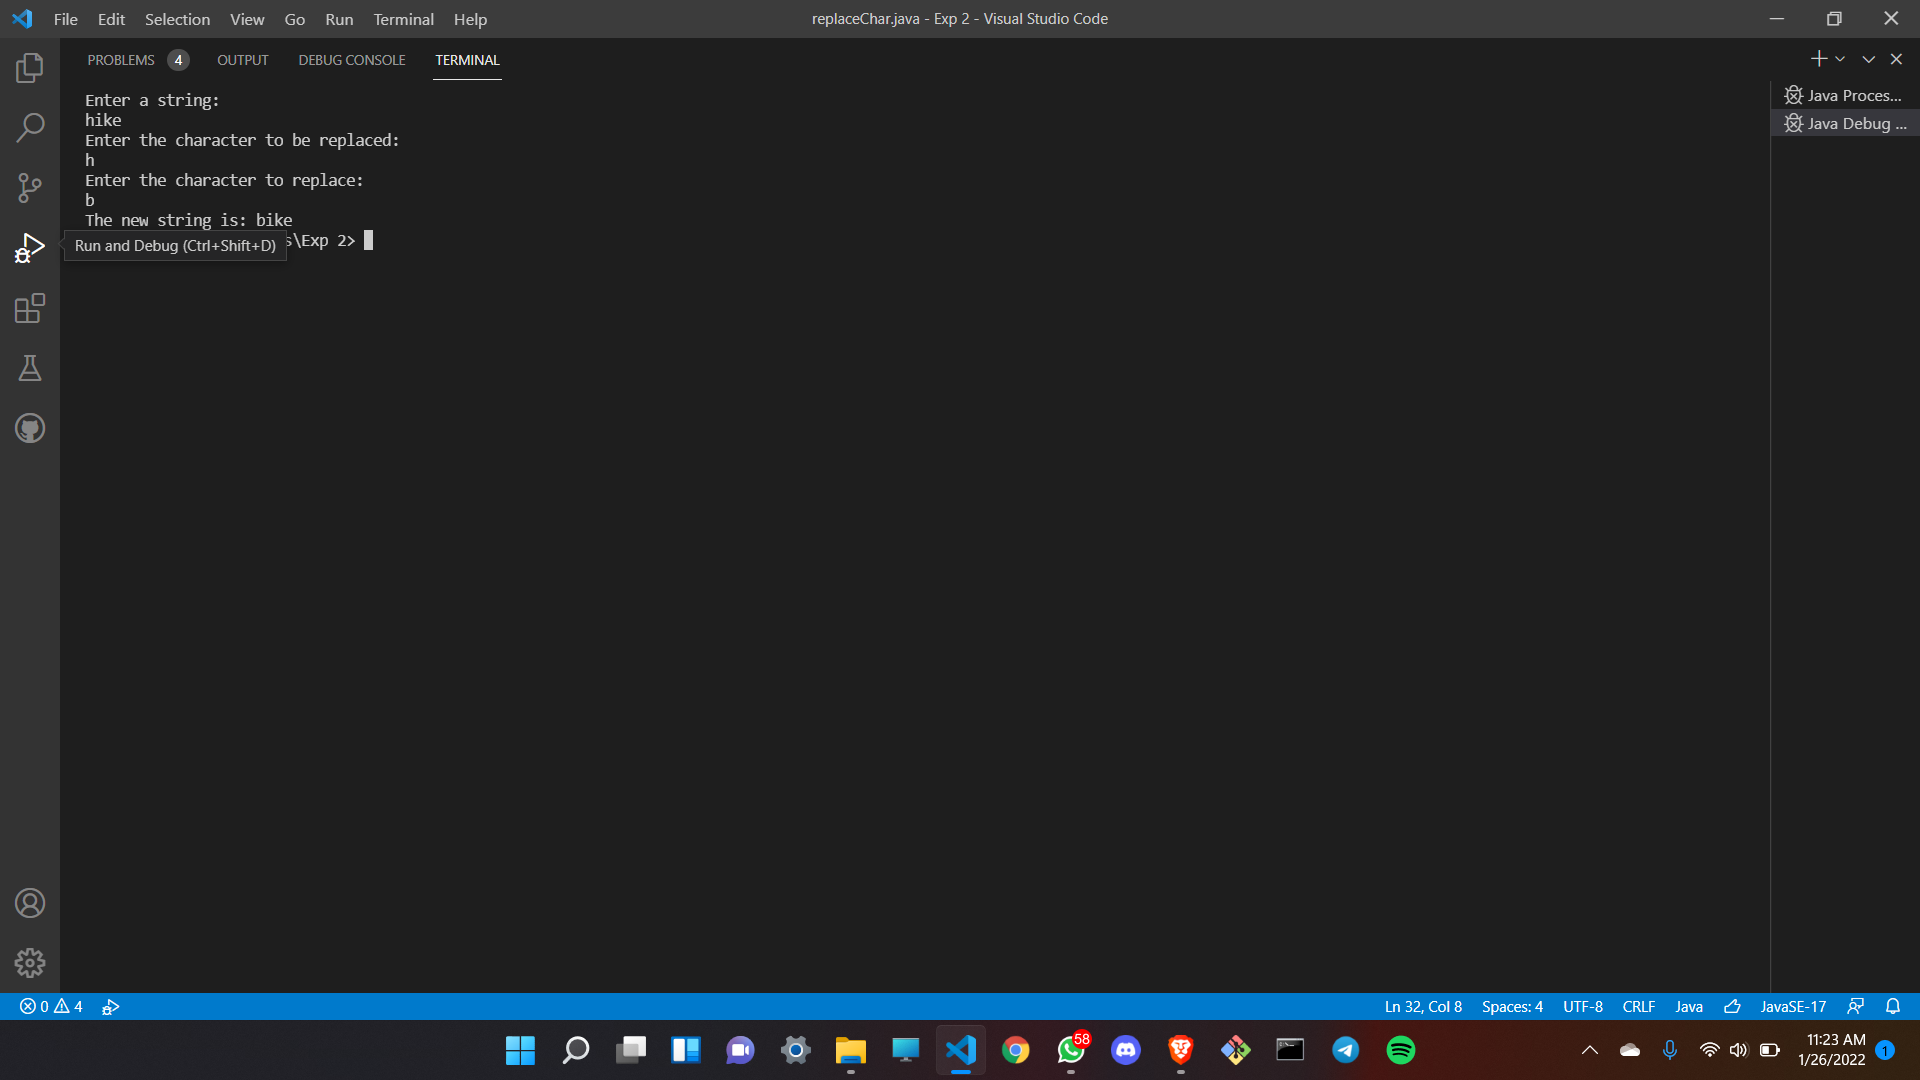 File Edit Selection View Go Run Terminal Help
replaceChar.java - Exp 2 - Visual Studio Code
PROBLEMS 4 OUTPUT DEBUG CONSOLE TERMINAL
Enter a string:
hike
Enter the character to be replaced:
h
Enter the character to replace:
b
The new string is: bike
s\Exp 2>
Run and Debug (Ctrl+Shift+D)
Java Proces...
Java Debug ...
0 4
Ln 32, Col 8 Spaces: 4 UTF-8 CRLF Java JavaSE-17
58
11:23 AM
1/26/2022
1